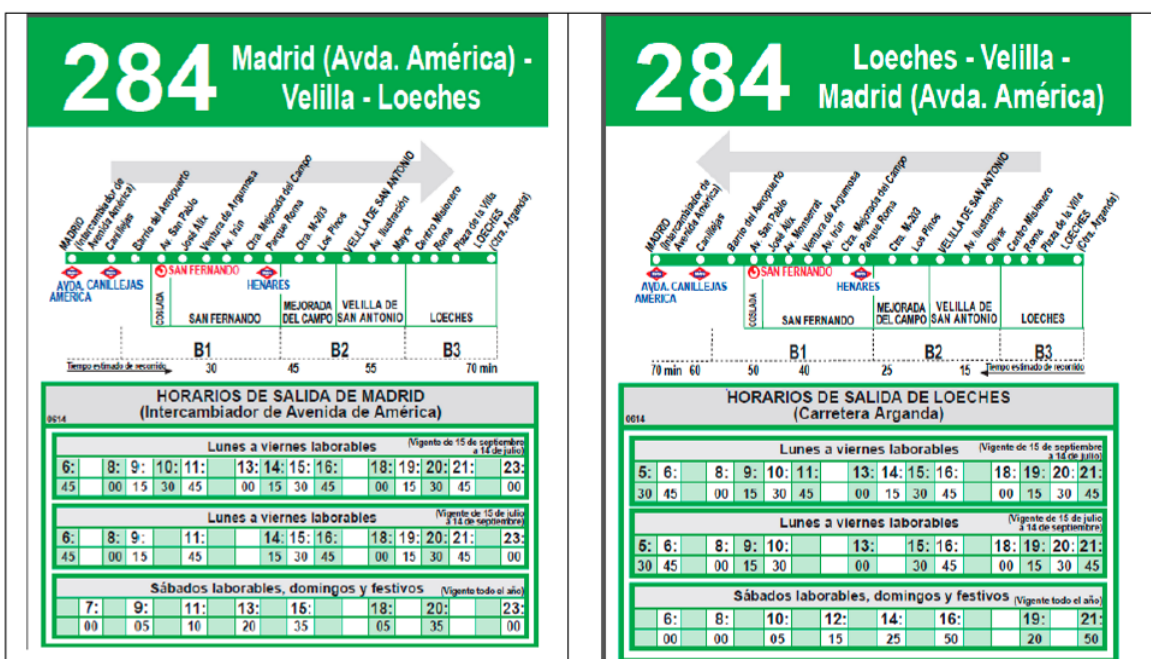 284
Madrid (Avda. América) -
Velilla - Loeches
MADRID
(Intercambiador de
Avenida América)
Canillejas
Barrio del Aeropuerto
Av. San Pablo
José Alix
Ventura de Argumosa
Av. Irún
Ctra. Mejorada del Campo
Parque Roma
Ctra. M-203
Los Pinos
VELILLA DE SAN ANTONIO
Av. Ilustración
Mayor
Centro Misionero
Roma
Plaza de la Villa
LOECHES
(Ctra. Arganda)
AVDA. CANILLEJAS
AMÉRICA
SAN FERNANDO
HENARES
COSLADA
SAN FERNANDO
MEJORADA
DEL CAMPO
VELILLA DE
SAN ANTONIO
LOECHES
B1 B2 B3
Tiempo estimado de recorrido 30 45 55 70 min
HORARIOS DE SALIDA DE MADRID
(Intercambiador de Avenida de América)
0614
Lunes a viernes laborables (Vigente de 15 de septiembre
a 14 de julio)
6: 8: 9: 10: 11: 13: 14: 15: 16: 18: 19: 20: 21: 23:
45 00 15 30 45 00 15 30 45 00 15 30 45 00
Lunes a viernes laborables (Vigente de 15 de julio
a 14 de septiembre)
6: 8: 9: 11: 14: 15: 16: 18: 19: 20: 21: 23:
45 00 15 45 15 30 45 00 15 30 45 00
Sábados laborables, domingos y festivos (Vigente todo el año)
7: 9: 11: 13: 15: 18: 20: 23:
00 05 10 20 35 05 35 00
284
Loeches - Velilla -
Madrid (Avda. América)
MADRID
(Intercambiador de
Avenida América)
Canillejas
Barrio del Aeropuerto
Av. San Pablo
José Alix
Av. Monserrat
Ventura de Argumosa
Av. Irún
Ctra. Mejorada del Campo
Parque Roma
Ctra. M-203
Los Pinos
VELILLA DE SAN ANTONIO
Av. Ilustración
Olivar
Centro Misionero
Roma
Plaza de la Villa
LOECHES
(Ctra. Arganda)
AVDA. CANILLEJAS
AMÉRICA
SAN FERNANDO
HENARES
COSLADA
SAN FERNANDO
MEJORADA
DEL CAMPO
VELILLA DE
SAN ANTONIO
LOECHES
B1 B2 B3
70 min 60 50 40 25 15 Tiempo estimado de recorrido
HORARIOS DE SALIDA DE LOECHES
(Carretera Arganda)
0614
Lunes a viernes laborables (Vigente de 15 de septiembre
a 14 de julio)
5: 6: 8: 9: 10: 11: 13: 14: 15: 16: 18: 19: 20: 21:
30 45 00 15 30 45 00 15 30 45 00 15 30 45
Lunes a viernes laborables (Vigente de 15 de julio
a 14 de septiembre)
5: 6: 8: 9: 10: 13: 15: 16: 18: 19: 20: 21:
30 45 00 15 30 00 30 45 00 15 30 45
Sábados laborables, domingos y festivos (Vigente todo el año)
6: 8: 10: 12: 14: 16: 19: 21:
00 00 05 15 25 50 20 50